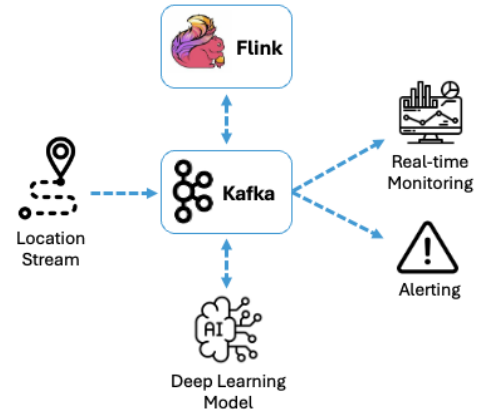 Flink
Kafka
Location
Stream
Real-time
Monitoring
Alerting
AI
Deep Learning
Model